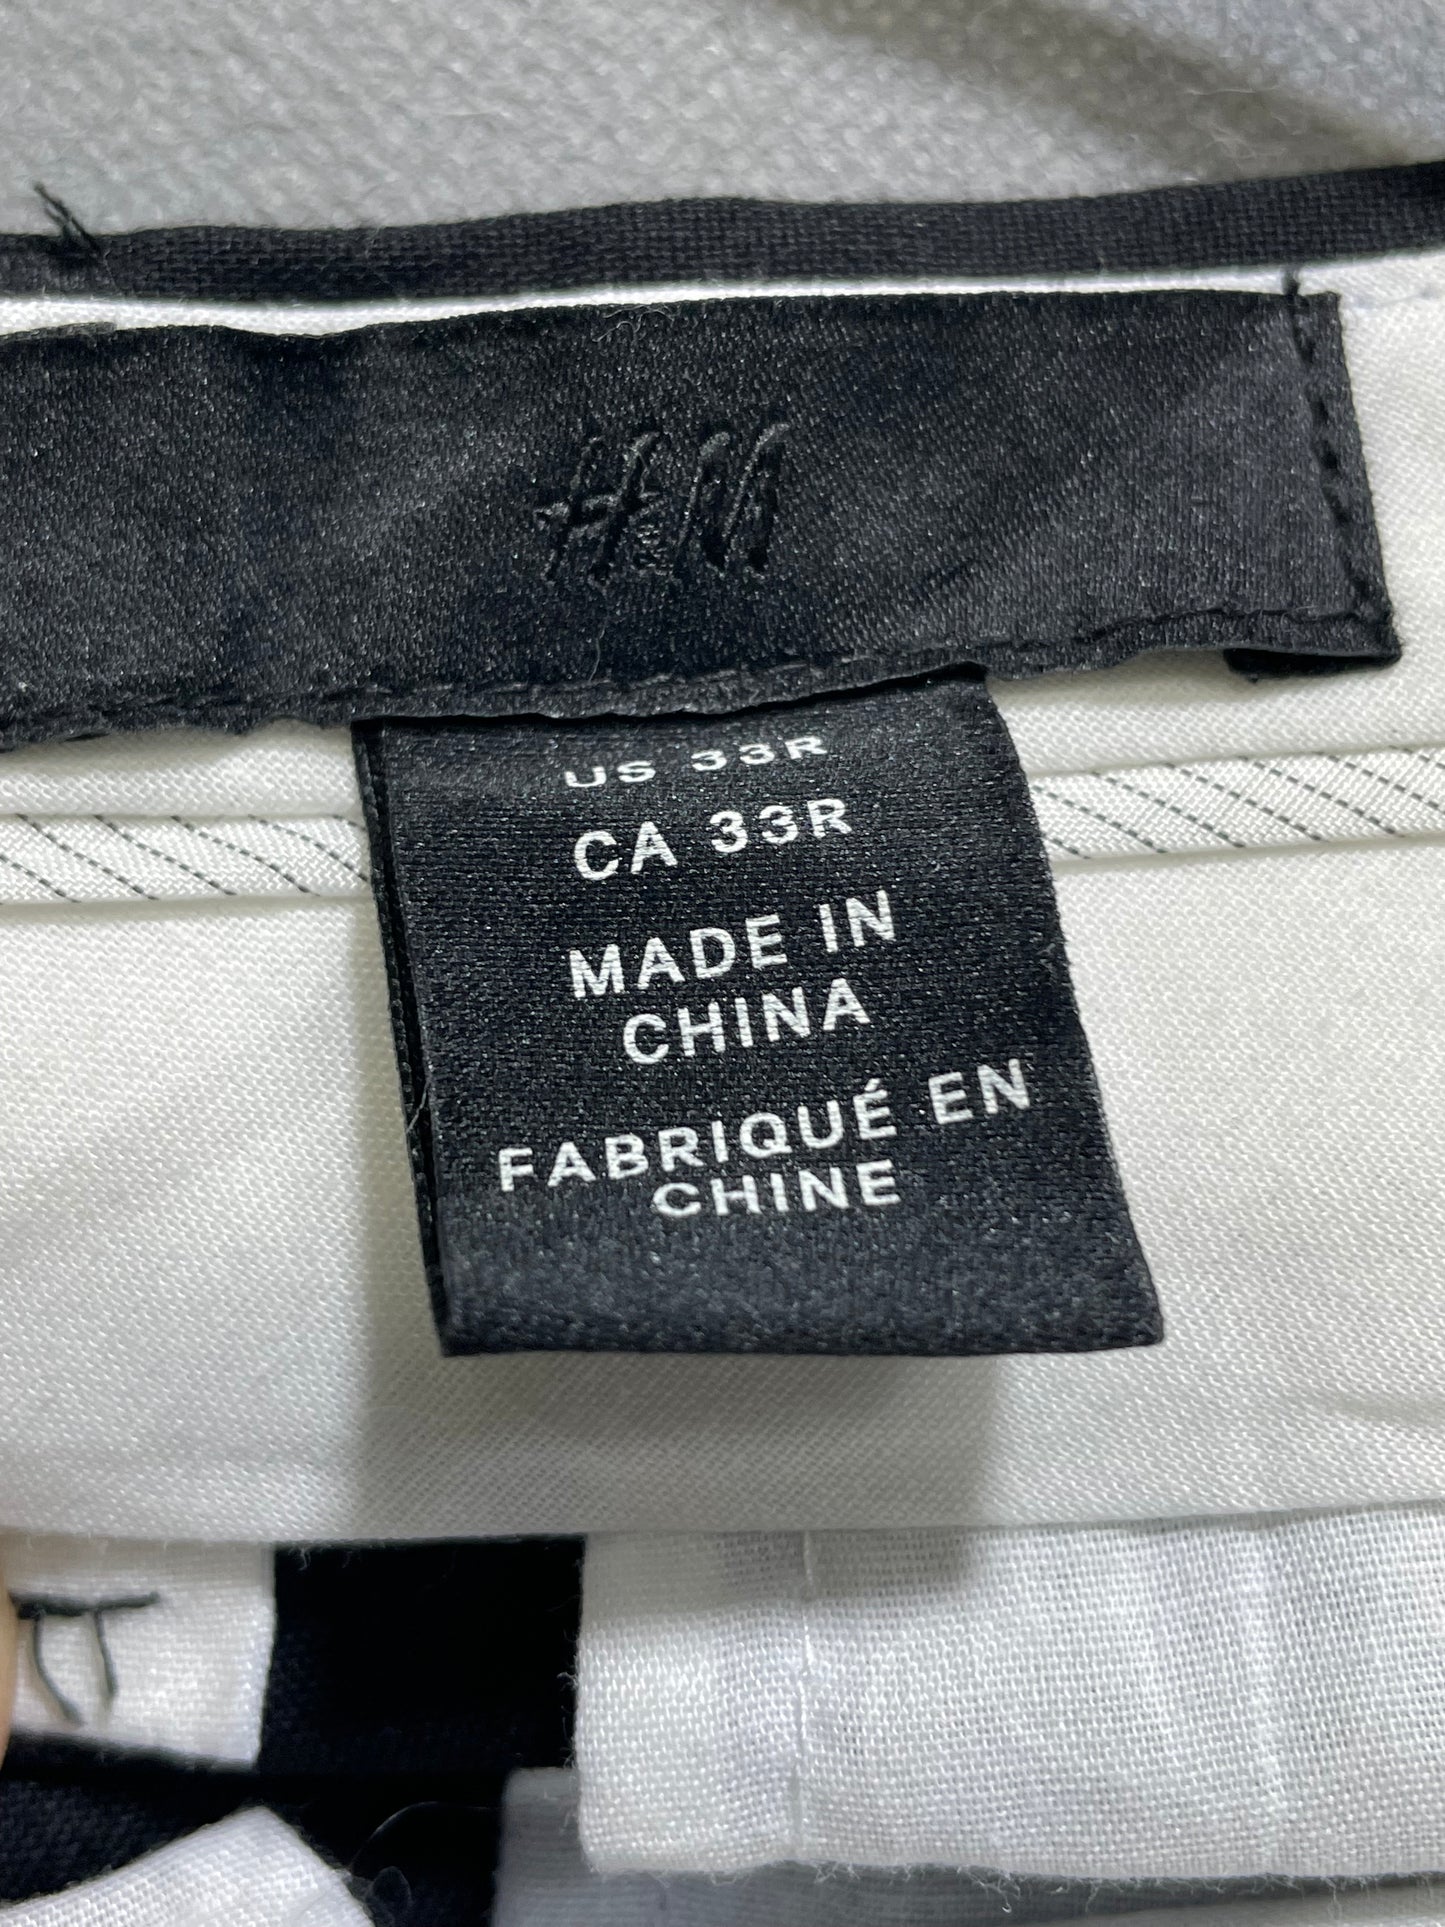 H&M
US 33R
CA 33R
MADE IN
CHINA
FABRIQUÉ EN
CHINE